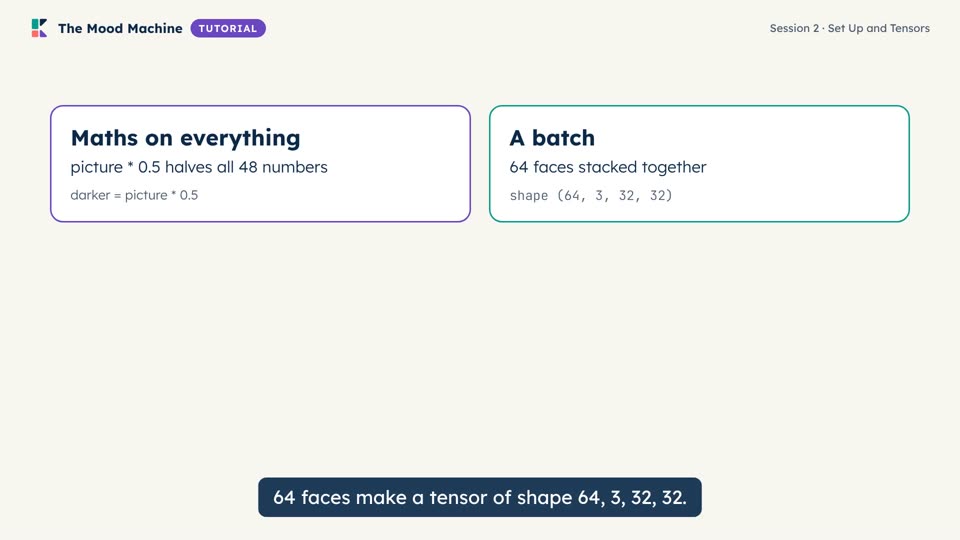 The Mood Machine
TUTORIAL
Session 2 · Set Up and Tensors
Maths on everything
picture * 0.5 halves all 48 numbers
darker = picture * 0.5
A batch
64 faces stacked together
shape (64, 3, 32, 32)
64 faces make a tensor of shape 64, 3, 32, 32.